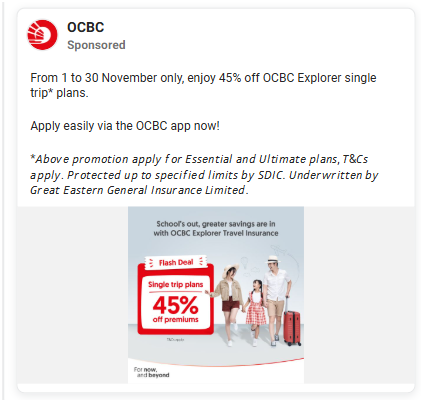 OCBC
Sponsored
From 1 to 30 November only, enjoy 45% off OCBC Explorer single
trip* plans.
Apply easily via the OCBC app now!
*Above promotion apply for Essential and Ultimate plans, T&Cs
apply. Protected up to specified limits by SDIC. Underwritten by
Great Eastern General Insurance Limited.
School's out, greater savings are in
with OCBC Explorer Travel Insurance
Flash Deal
Single trip plans
45%
off premiums
T&Cs apply
For now,
and beyond